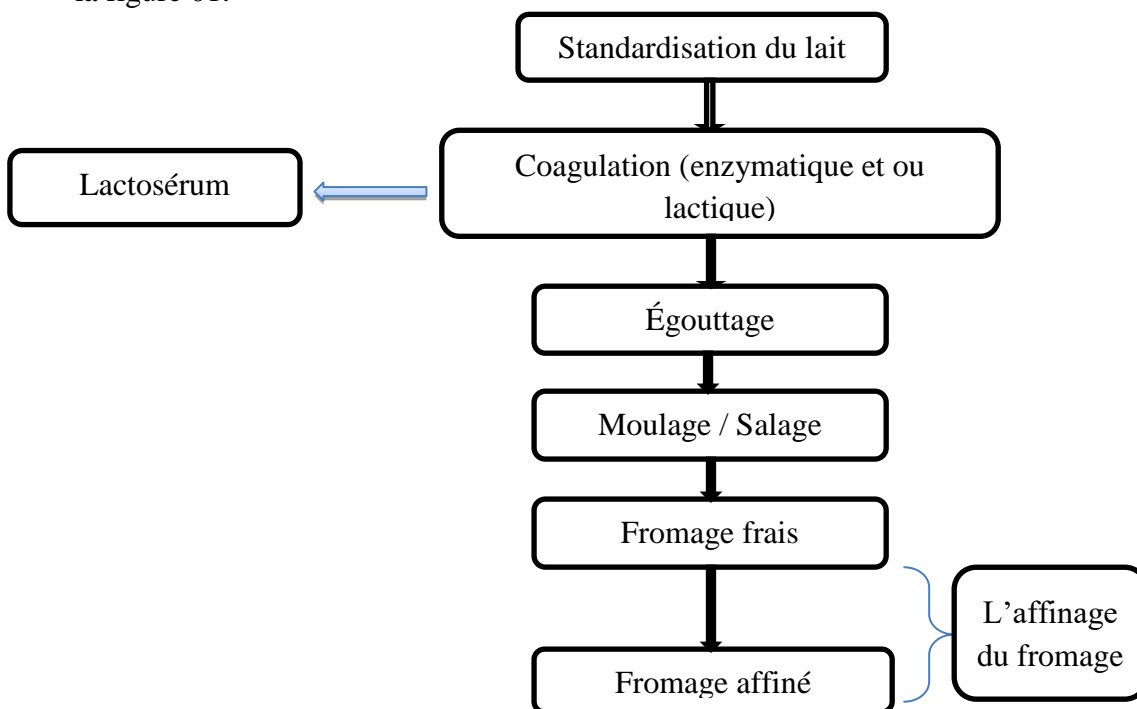 la figure 01.
Standardisation du lait
Coagulation (enzymatique et ou
lactique)
Lactosérum
Égouttage
Moulage / Salage
Fromage frais
L’affinage
du fromage
Fromage affiné